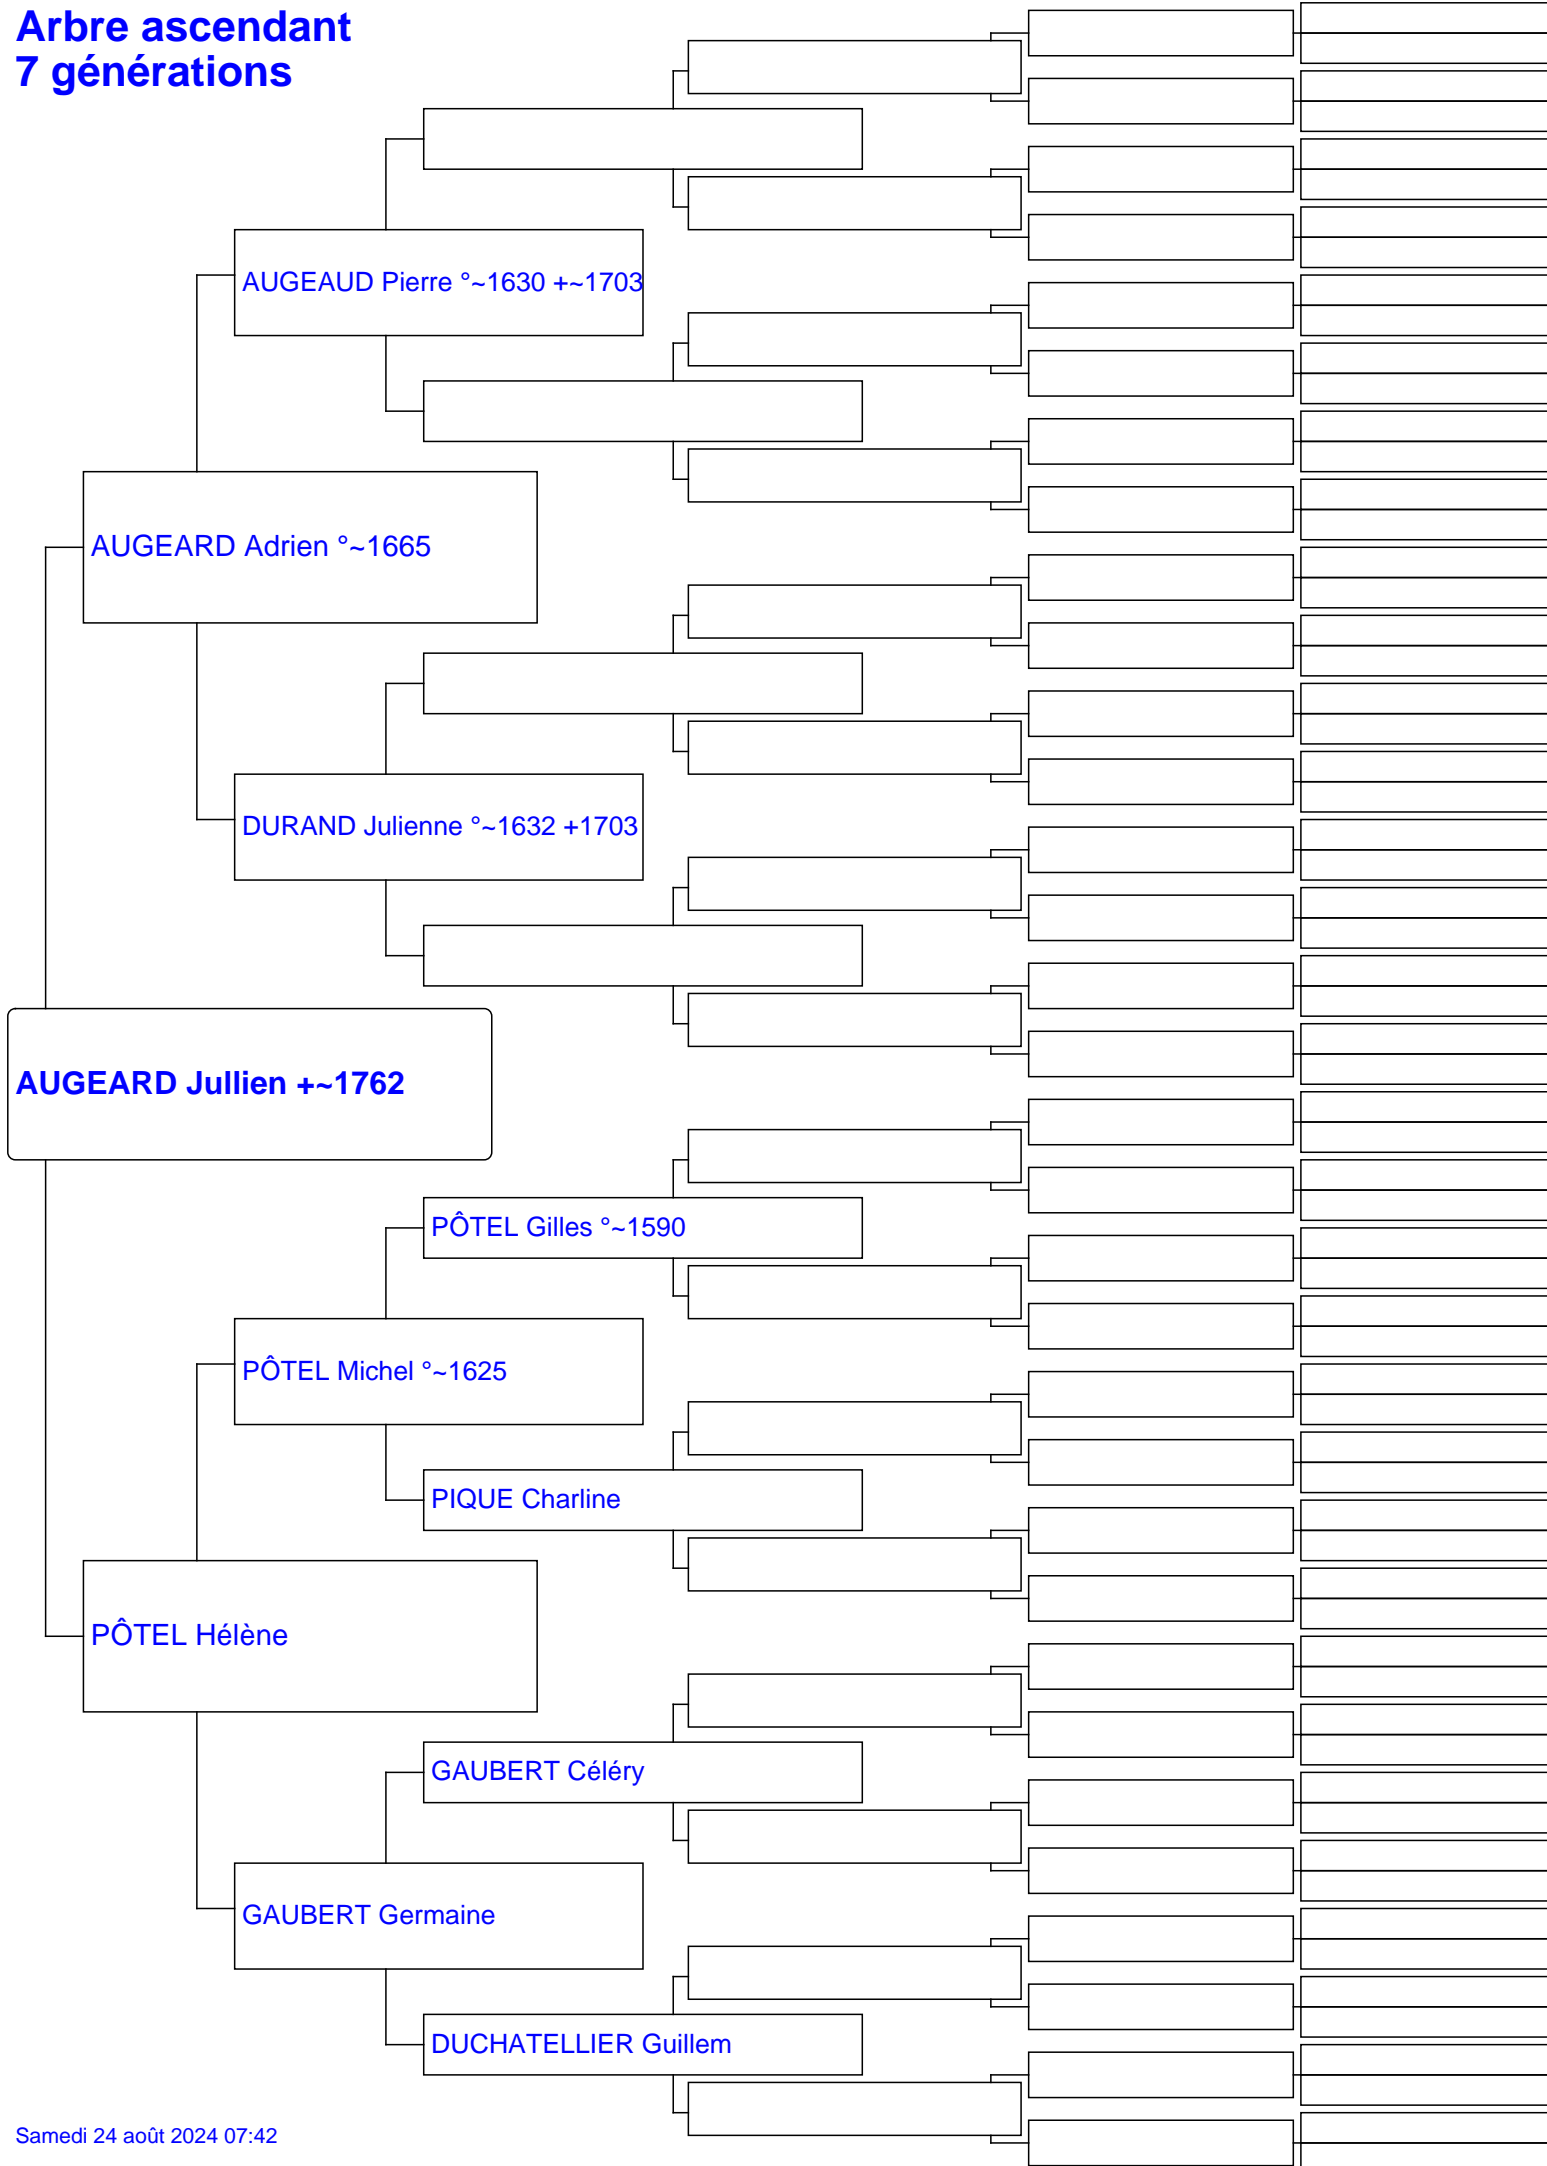 Arbre ascendant
7 générations
AUGEAUD Pierre °~1630 +~1703
AUGEARD Adrien °~1665
DURAND Julienne °~1632 +1703
AUGEARD Jullien +~1762
PÔTEL Gilles °~1590
PÔTEL Michel °~1625
PIQUE Charline
PÔTEL Hélène
GAUBERT Céléry
GAUBERT Germaine
DUCHATELLIER Guillem
Samedi 24 août 2024 07:42